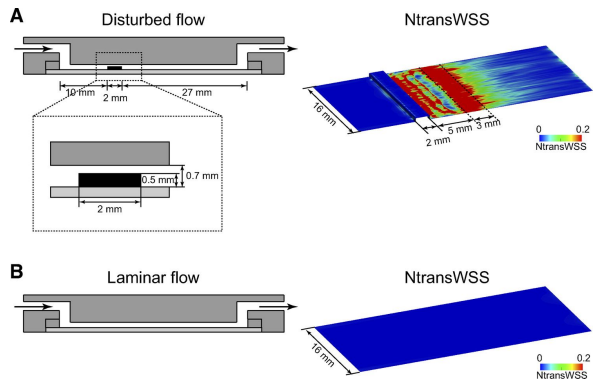 A
Disturbed flow
NtransWSS
10 mm
2 mm
27 mm
16 mm
2 mm
5 mm
3 mm
0 0.2
NtransWSS
0.5 mm
0.7 mm
2 mm
B
Laminar flow
NtransWSS
16 mm
0 0.2
NtransWSS